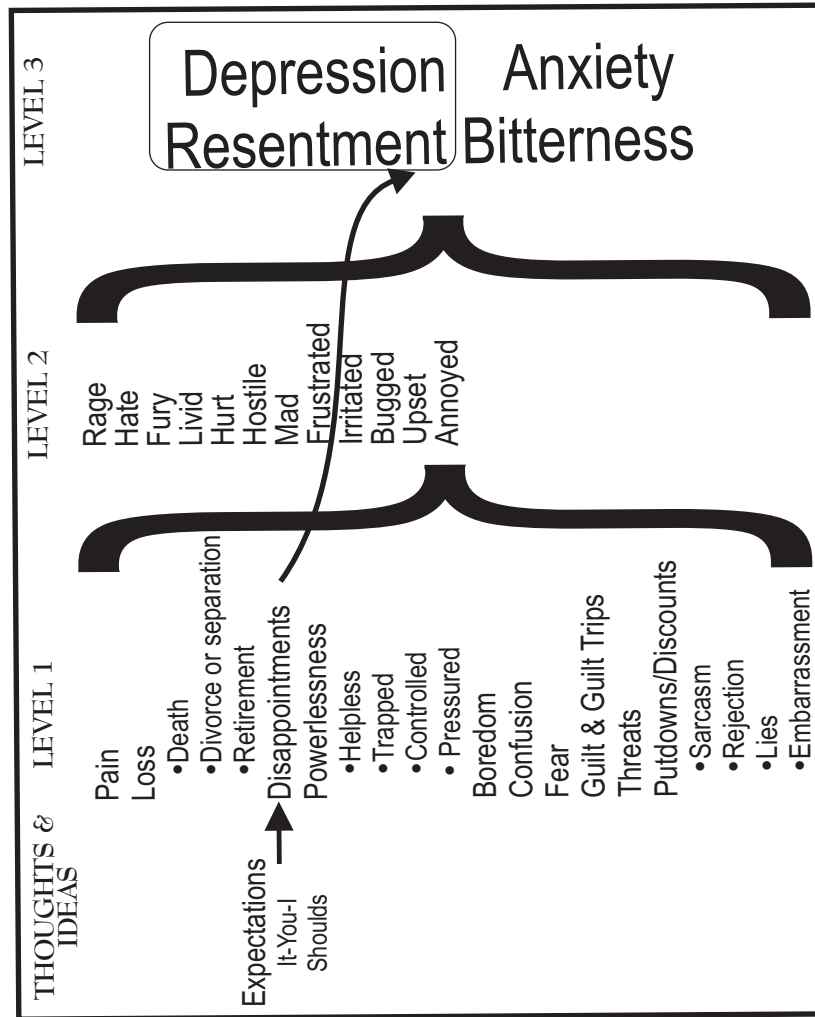 THOUGHTS &
IDEAS
Expectations
It-You-I
Shoulds
LEVEL 1
Pain
Loss
•Death
•Divorce or separation
•Retirement
Disappointments
Powerlessness
•Helpless
•Trapped
•Controlled
• Pressured
Boredom
Confusion
Fear
Guilt & Guilt Trips
Threats
Putdowns/Discounts
•Sarcasm
•Rejection
•Lies
•Embarrassment
LEVEL 2
Rage
Hate
Fury
Livid
Hurt
Hostile
Mad
Frustrated
Irritated
Bugged
Upset
Annoyed
LEVEL 3
Depression Anxiety
Resentment Bitterness